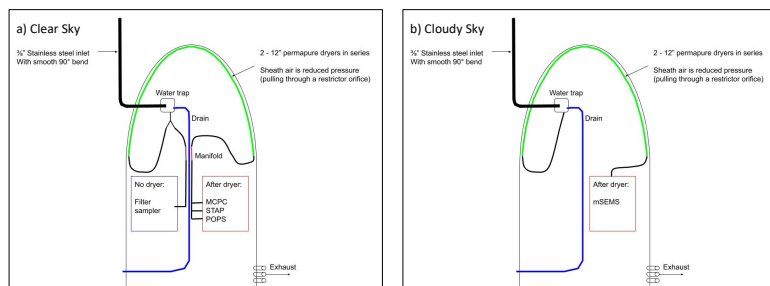 a) Clear Sky
⅜" Stainless steel inlet
With smooth 90° bend
2 - 12" permapure dryers in series
Sheath air is reduced pressure
(pulling through a restrictor orifice)
Water trap
Drain
Manifold
No dryer:
Filter
sampler
After dryer:
MCPC
STAP
POPS
Exhaust
b) Cloudy Sky
⅜" Stainless steel inlet
With smooth 90° bend
2 - 12" permapure dryers in series
Sheath air is reduced pressure
(pulling through a restrictor orifice)
Water trap
Drain
After dryer:
mSEMS
Exhaust